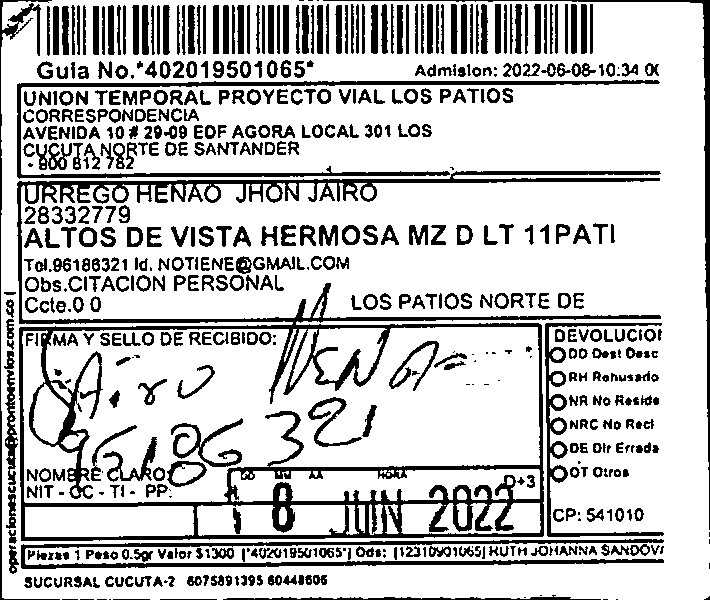 Guia No.*402019501065*
Admision: 2022-06-08-10:34
UNION TEMPORAL PROYECTO VIAL LOS PATIOS
CORRESPONDENCIA
AVENIDA 10 # 29-09 EDF AGORA LOCAL 301 LOS
CUCUTA NORTE DE SANTANDER
- 900 612 782
URREGO HENAO JHON JAIRO
28332779
ALTOS DE VISTA HERMOSA MZ D LT 11PATI
Tel.96186321 Id. NOTIENE@GMAIL.COM
Obs.CITACION PERSONAL
Ccte.0 0
LOS PATIOS NORTE DE
FIRMA Y SELLO DE RECIBIDO:
JAiro HENAO
96186321
NOMBRE CLARO:
NIT - CC - TI - PP:
DD MM AA HORA
D+3
18 JUN 2022
DEVOLUCIO
DD Dest Desc
RH Rehusado
NR No Reside
NRC No Recl
DE Dir Errada
OT Otros
CP: 541010
Piezas 1 Peso 0.5gr Valor $1300 [*402019501065*] Ods: [12310901065] RUTH JOHANNA SANDOV
SUCURSAL CUCUTA-2 6075891395 60448606
operacionescucuta@prontoenvios.com.co |